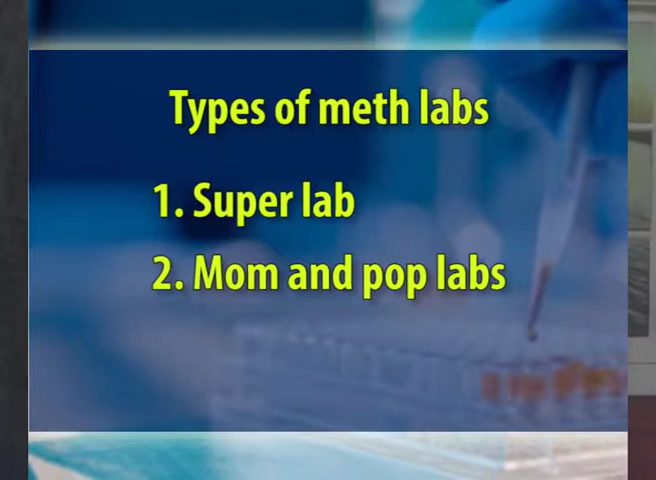 Types of meth labs
1. Super lab
2. Mom and pop labs